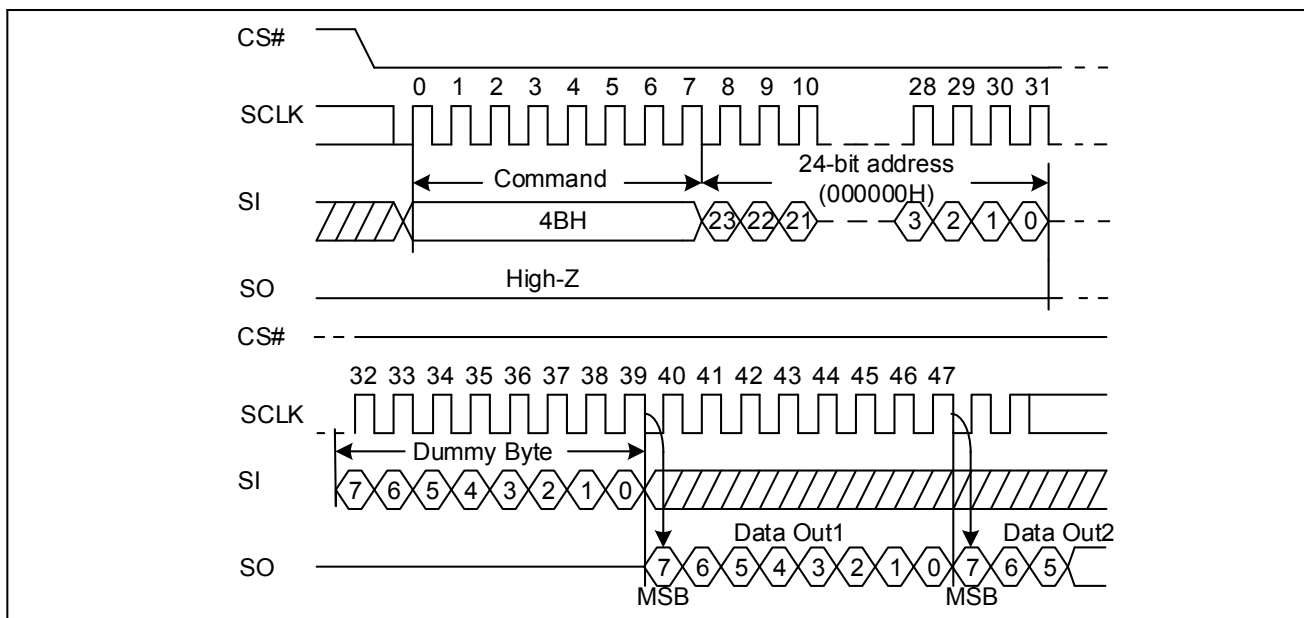 CS#
0 1 2 3 4 5 6 7 8 9 10 28 29 30 31
SCLK
Command
24-bit address
(000000H)
SI
4BH
23 22 21 3 2 1 0
High-Z
SO
CS#
32 33 34 35 36 37 38 39 40 41 42 43 44 45 46 47
SCLK
Dummy Byte
SI
7 6 5 4 3 2 1 0
Data Out1 Data Out2
SO
7 6 5 4 3 2 1 0 7 6 5
MSB MSB